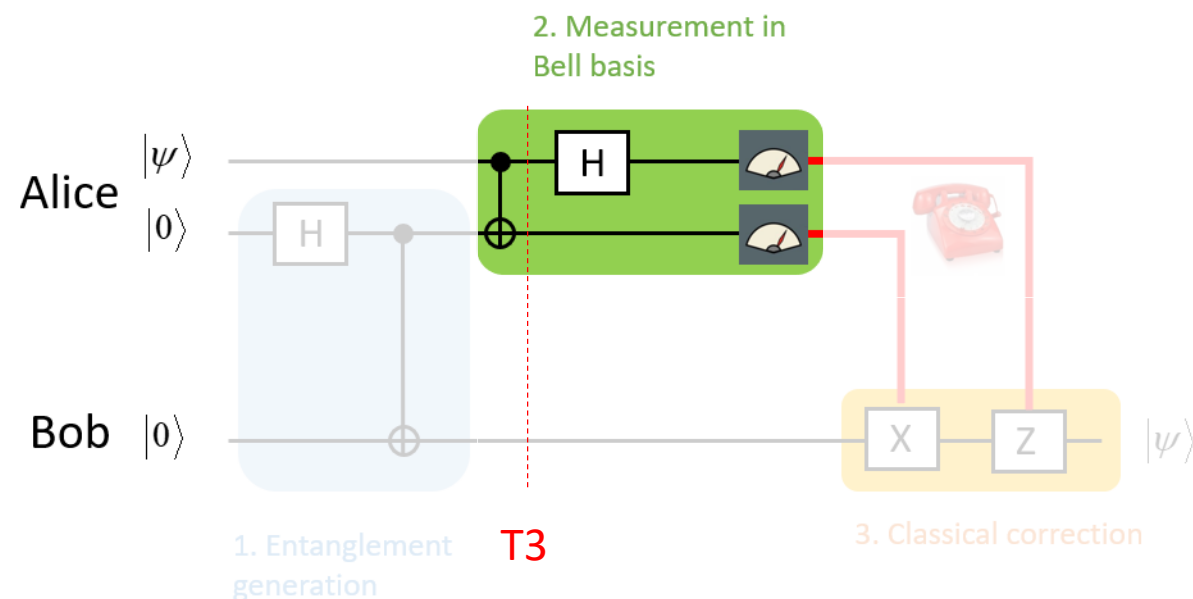 2. Measurement in
Bell basis
|ψ⟩
H
Alice
|0⟩
H
Bob
|0⟩
X
Z
|ψ⟩
1. Entanglement
generation
T3
3. Classical correction